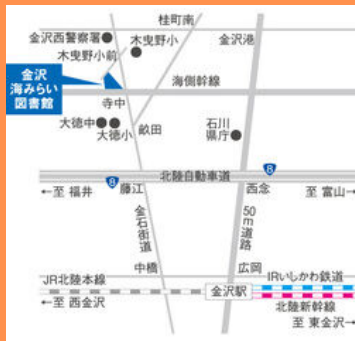 桂町南
金沢西警察署
木曳野小
金沢港
木曳野小前
金沢
海みらい
図書館
海側幹線
寺中
大徳中
大徳小
畝田
石川
県庁
8
北陸自動車道
8
←至 福井
藤江
西念
至 富山→
金石街道
50m道路
中橋
広岡
JR北陸本線
IRいしかわ鉄道
金沢駅
←至 西金沢
北陸新幹線
至 東金沢→